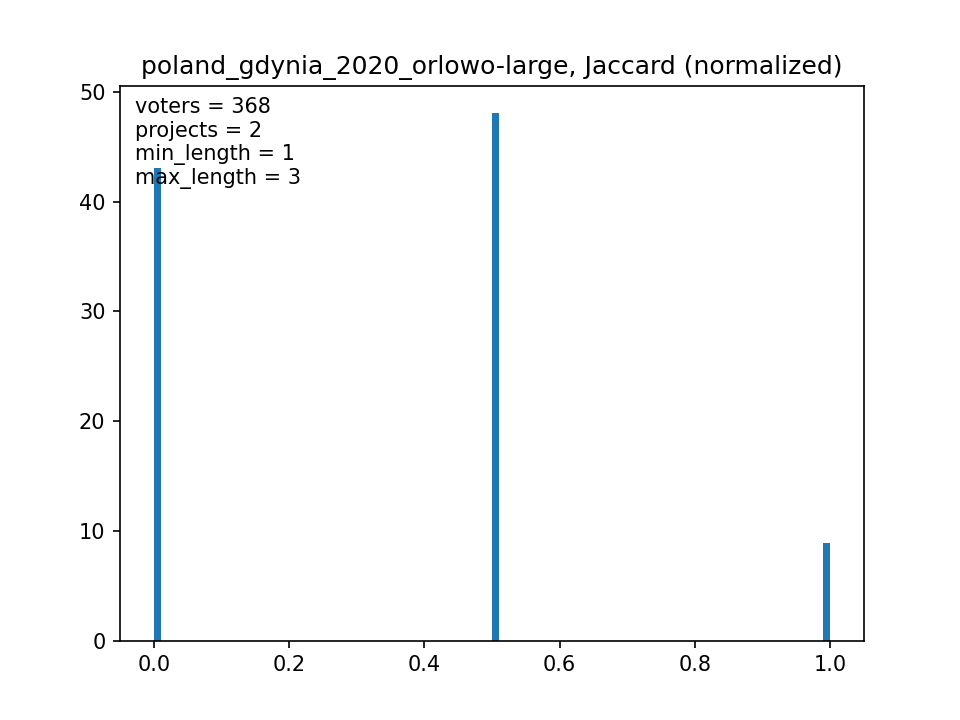 poland_gdynia_2020_orlowo-large, Jaccard (normalized)
voters = 368
projects = 2
min_length = 1
max_length = 3
50
40
30
20
10
0
0.0 0.2 0.4 0.6 0.8 1.0